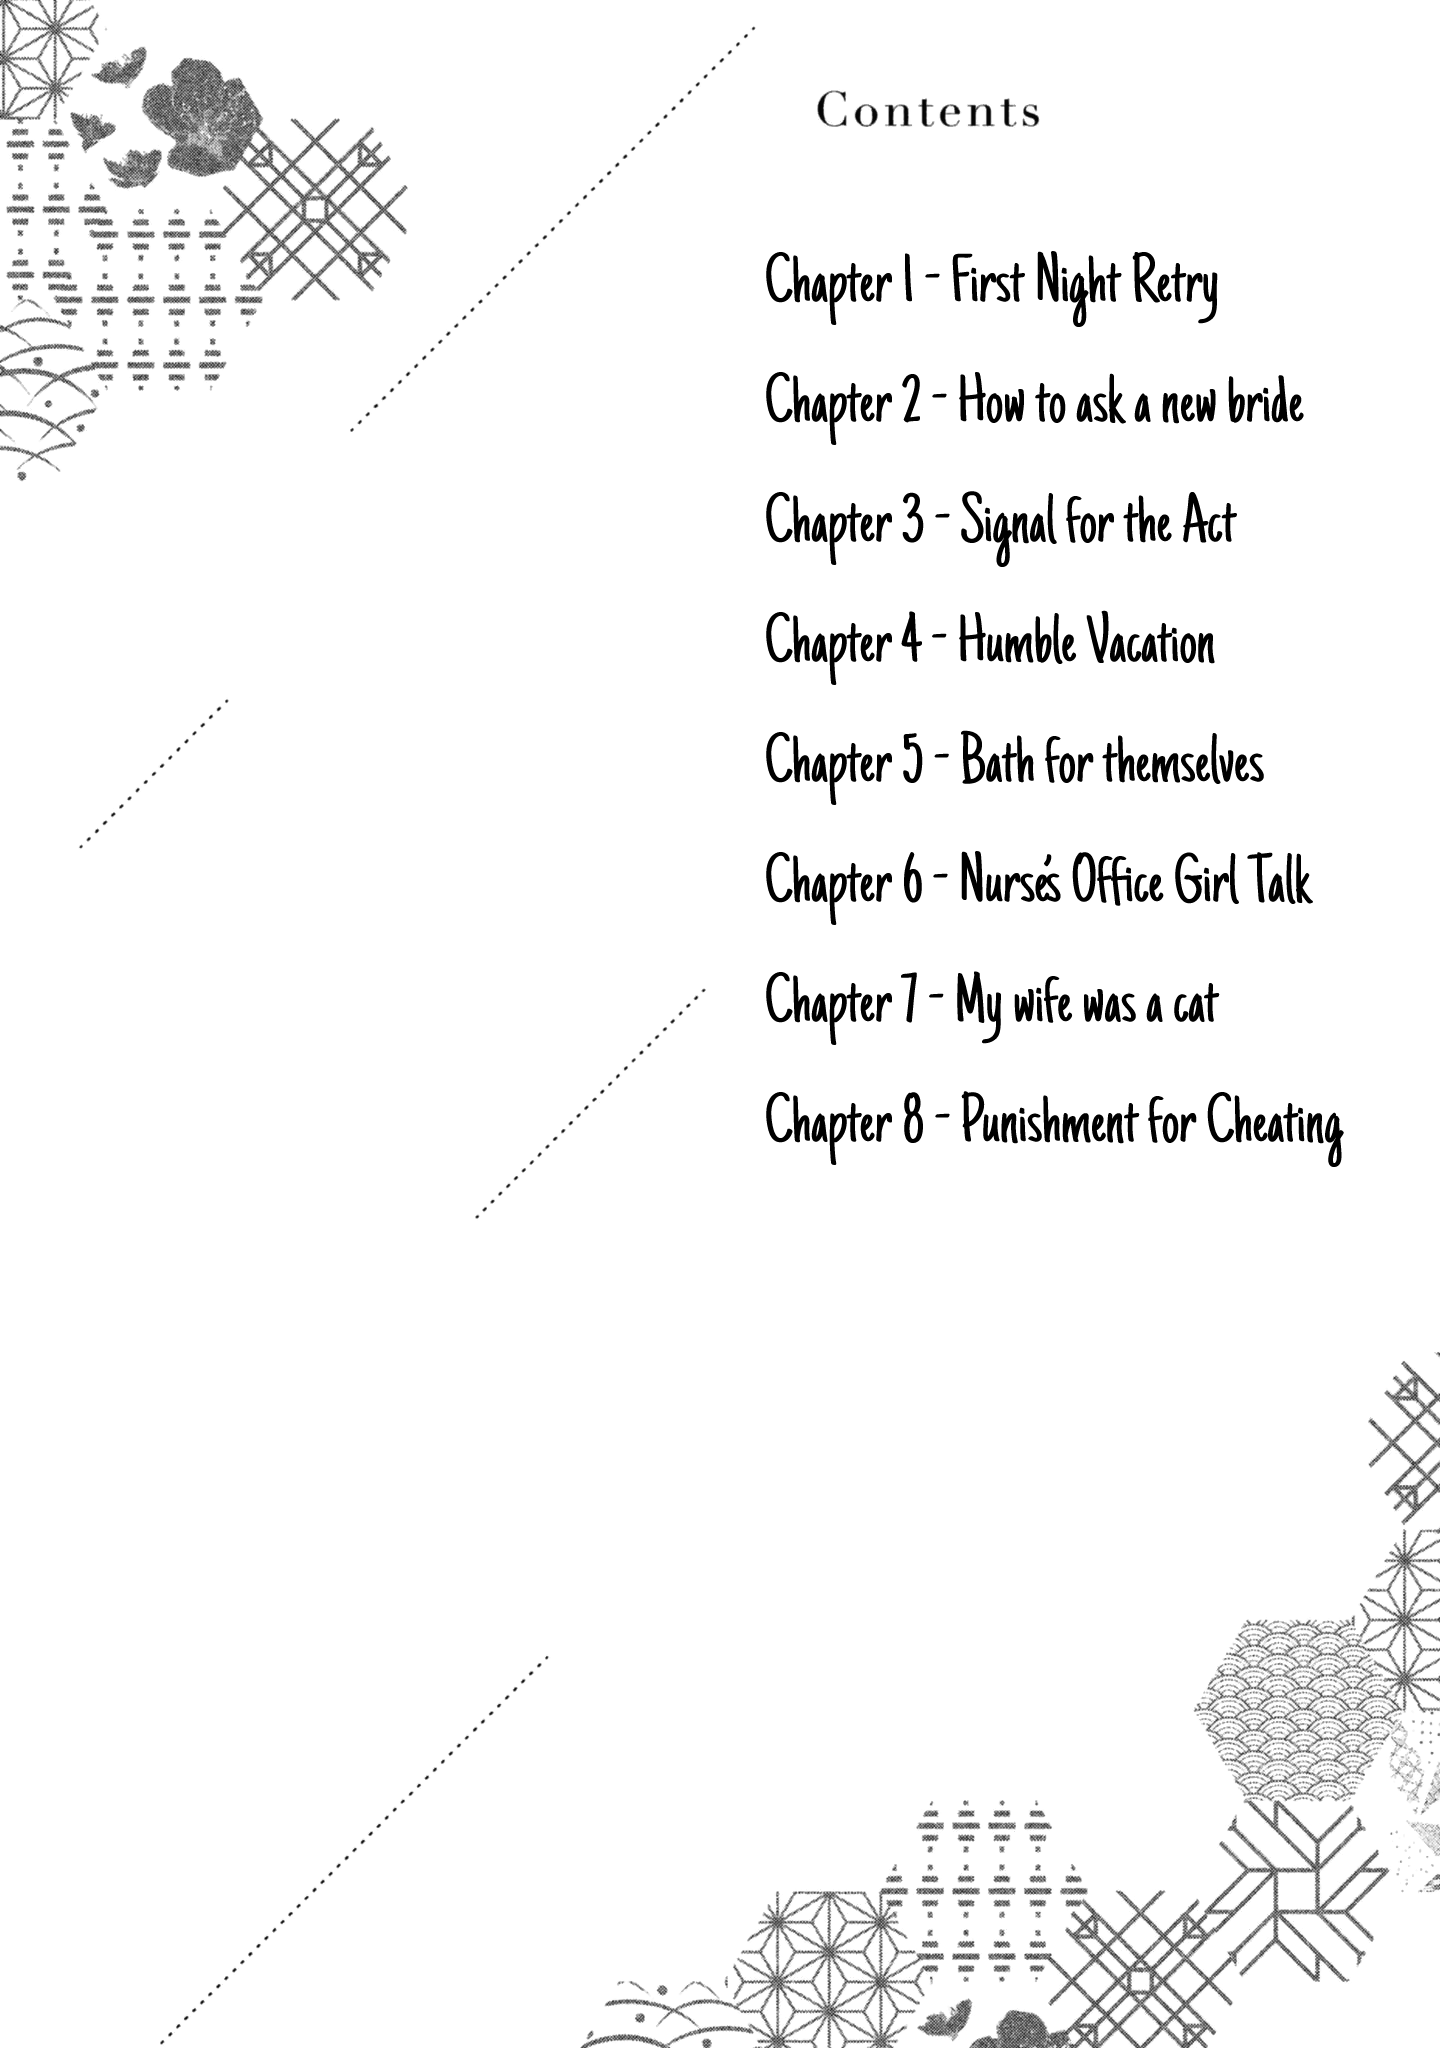 Contents
Chapter 1 - First Night Retry
Chapter 2 - How to ask a new bride
Chapter 3 - Signal for the Act
Chapter 4 - Humble Vacation
Chapter 5 - Bath for themselves
Chapter 6 - Nurse's Office Girl Talk
Chapter 7 - My wife was a cat
Chapter 8 - Punishment for Cheating